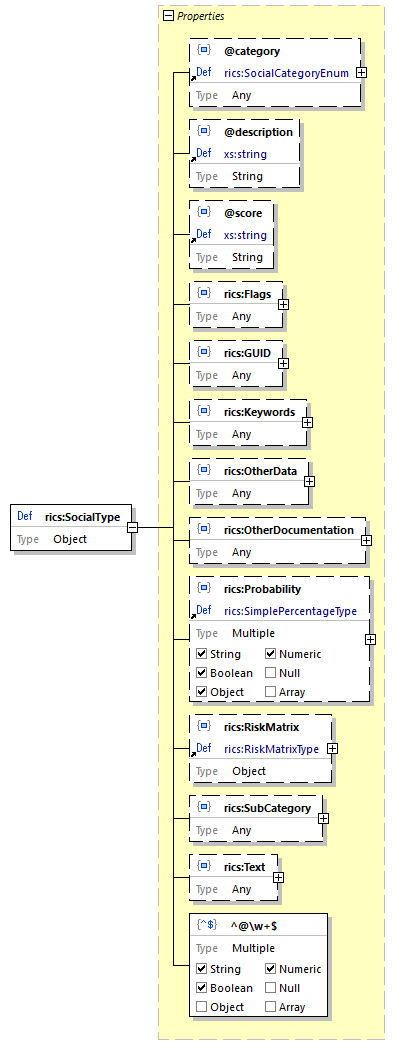 Properties
@category
Def rics:SocialCategoryEnum
Type Any
@description
Def xs:string
Type String
@score
Def xs:string
Type String
rics:Flags
Type Any
rics:GUID
Type Any
rics:Keywords
Type Any
rics:OtherData
Type Any
Def rics:SocialType
Type Object
rics:OtherDocumentation
Type Any
rics:Probability
Def rics:SimplePercentageType
Type Multiple
String Numeric
Boolean Null
Object Array
rics:RiskMatrix
Def rics:RiskMatrixType
Type Object
rics:SubCategory
Type Any
rics:Text
Type Any
{^$} ^@\w+$
Type Multiple
String Numeric
Boolean Null
Object Array